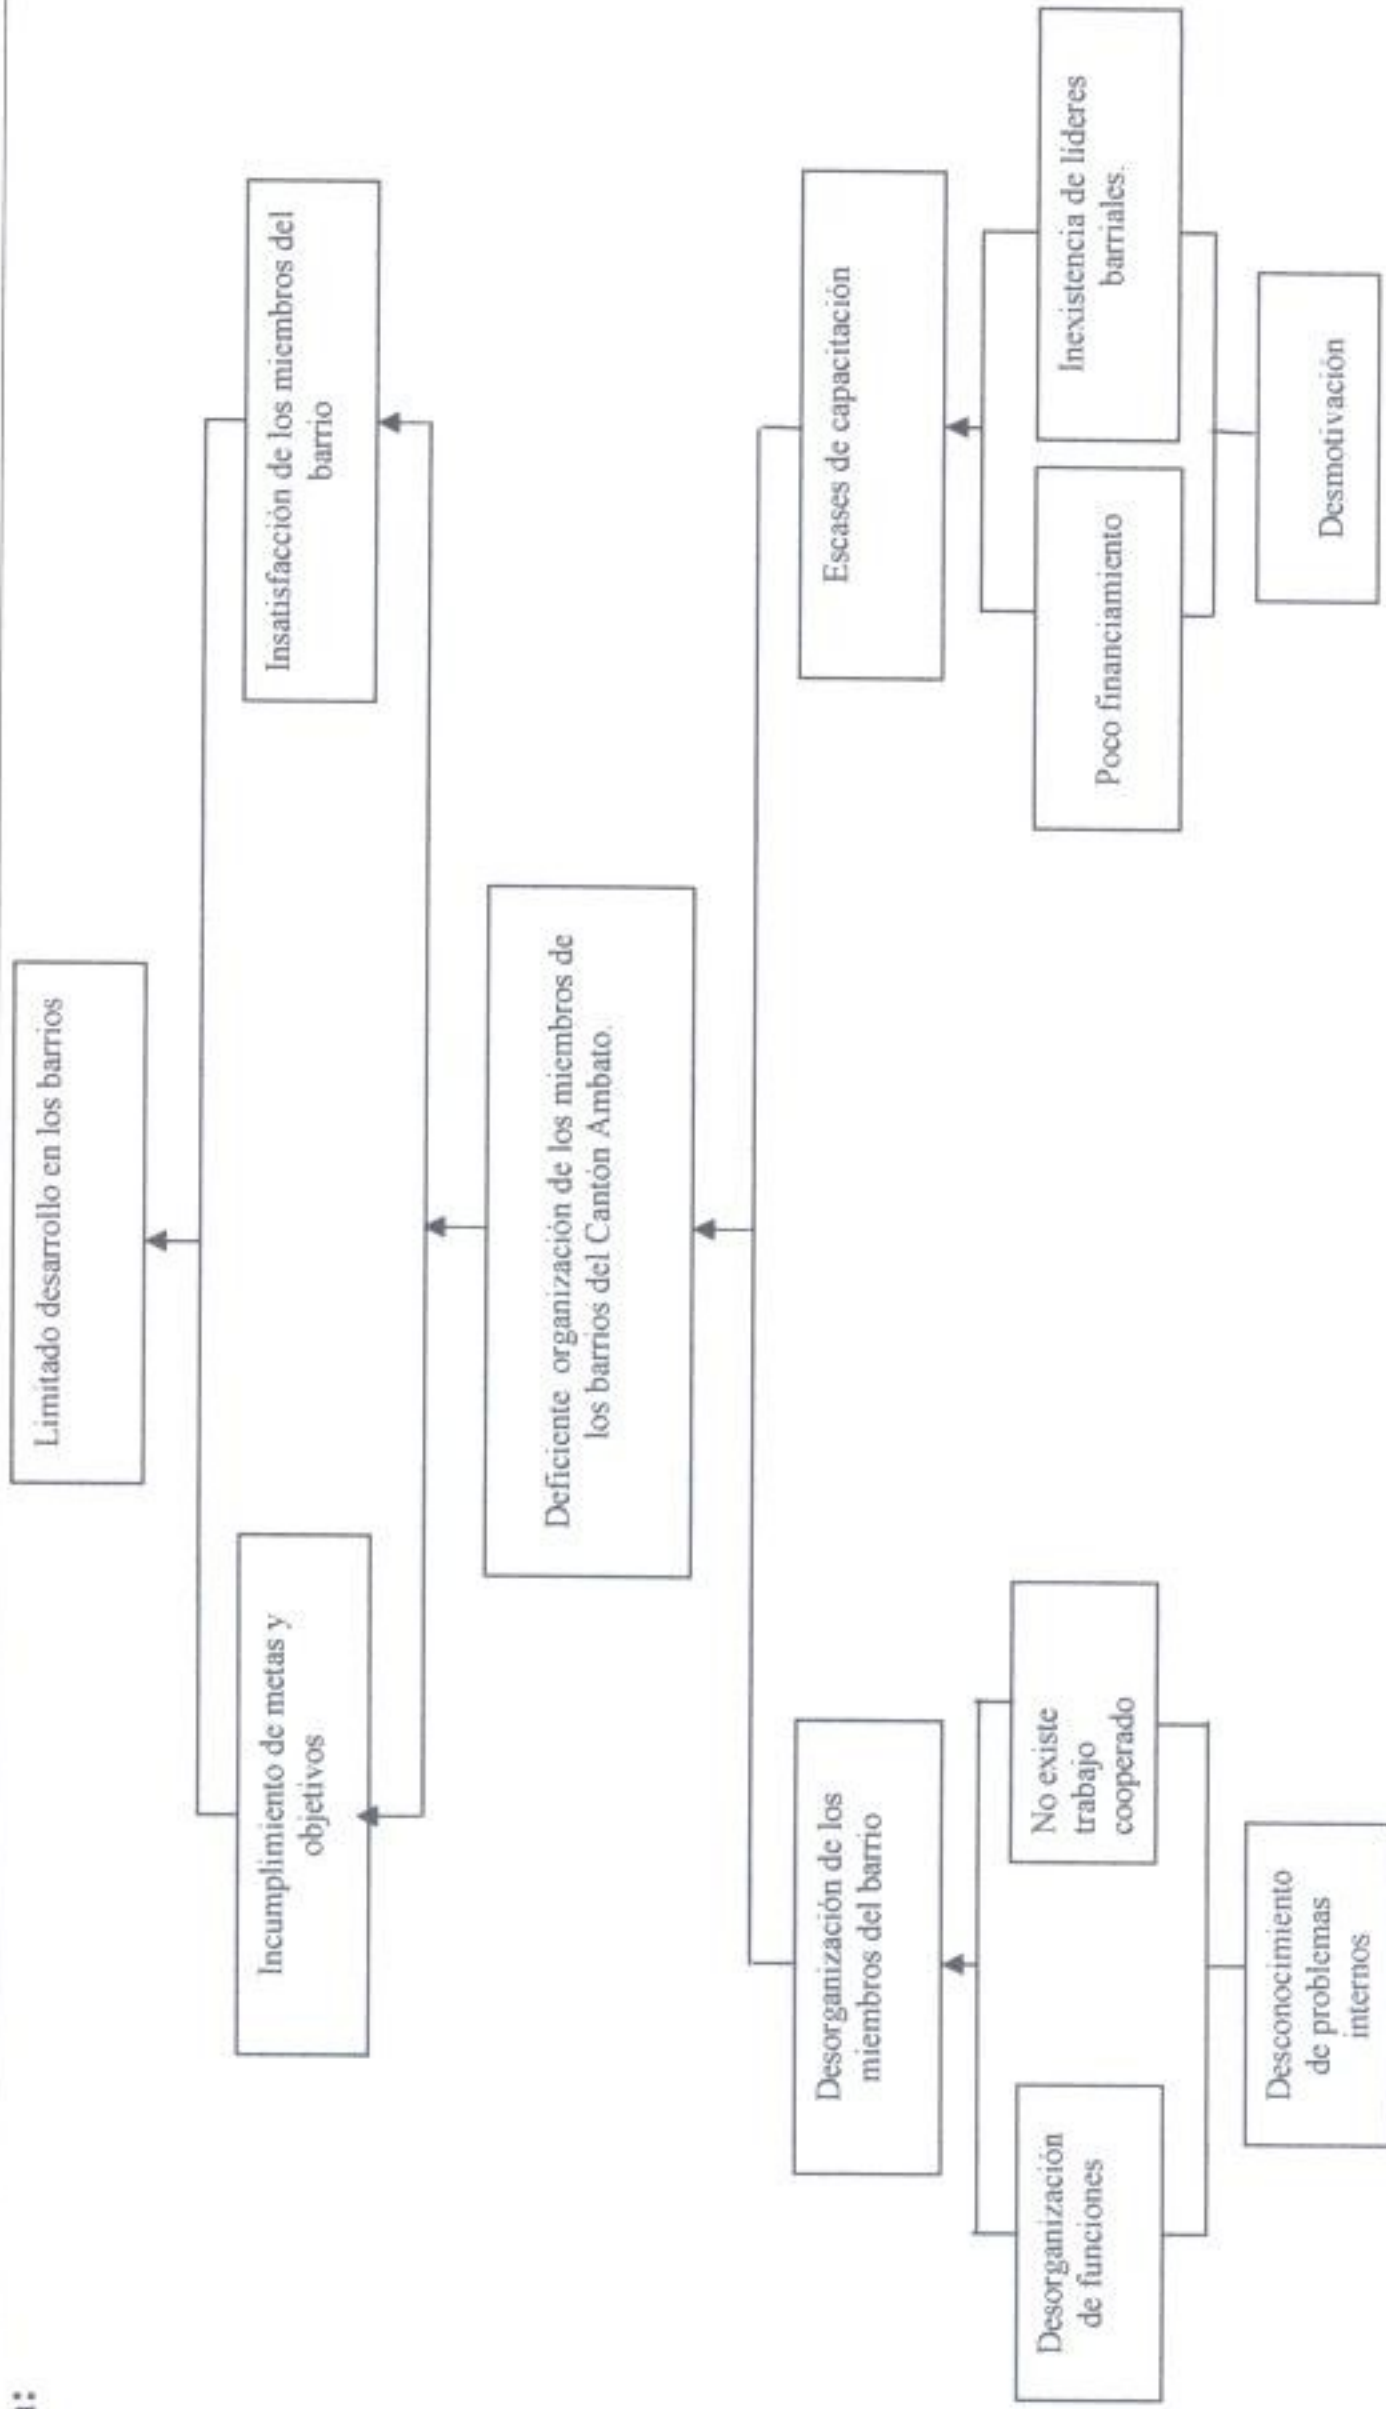 Limitado desarrollo en los barrios
Incumplimiento de metas y
objetivos
Insatisfacción de los miembros del
barrio
Deficiente organización de los miembros de
los barrios del Cantón Ambato.
Desorganización de los
miembros del barrio
Escases de capacitación
Desorganización
de funciones
No existe
trabajo
cooperado
Poco financiamiento
Inexistencia de lideres
barriales.
Desconocimiento
de problemas
internos
Desmotivación